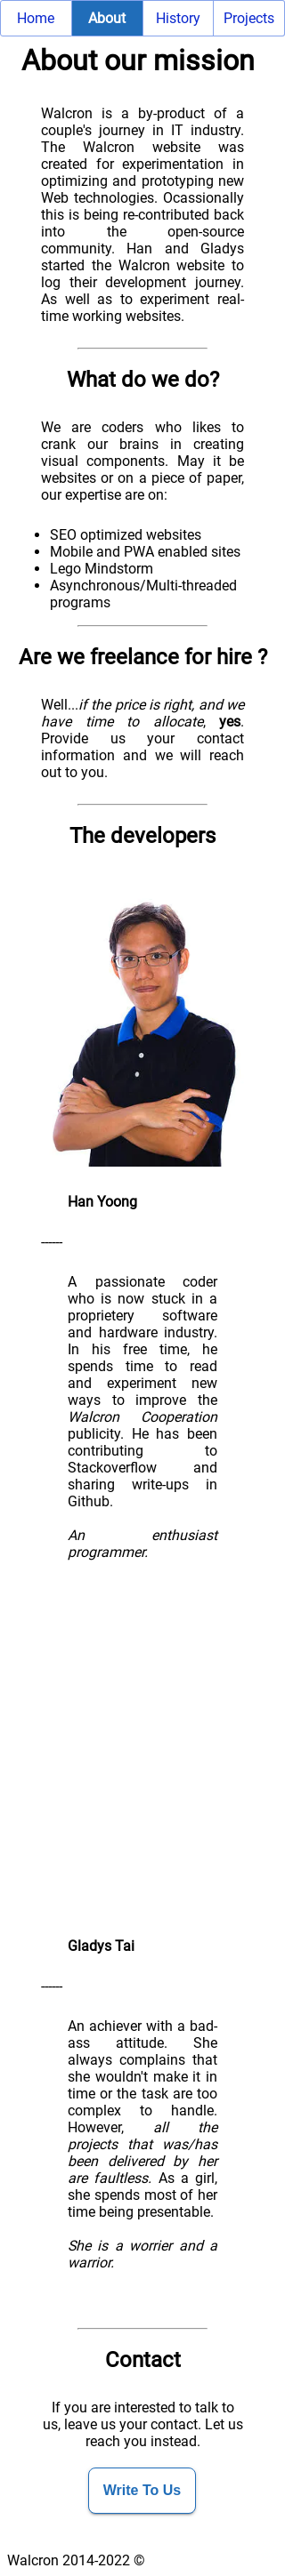 Home About History Projects
About our mission
Walcron is a by-product of a
couple's journey in IT industry.
The Walcron website was
created for experimentation in
optimizing and prototyping new
Web technologies. Ocassionally
this is being re-contributed back
into the open-source
community. Han and Gladys
started the Walcron website to
log their development journey.
As well as to experiment real-
time working websites.
What do we do?
We are coders who likes to
crank our brains in creating
visual components. May it be
websites or on a piece of paper,
our expertise are on:
• SEO optimized websites
• Mobile and PWA enabled sites
• Lego Mindstorm
• Asynchronous/Multi-threaded
programs
Are we freelance for hire ?
Well...if the price is right, and we
have time to allocate, yes.
Provide us your contact
information and we will reach
out to you.
The developers
Han Yoong
------
A passionate coder
who is now stuck in a
proprietery software
and hardware industry.
In his free time, he
spends time to read
and experiment new
ways to improve the
Walcron Cooperation
publicity. He has been
contributing to
Stackoverflow and
sharing write-ups in
Github.
An enthusiast
programmer.
Gladys Tai
------
An achiever with a bad-
ass attitude. She
always complains that
she wouldn't make it in
time or the task are too
complex to handle.
However, all the
projects that was/has
been delivered by her
are faultless. As a girl,
she spends most of her
time being presentable.
She is a worrier and a
warrior.
Contact
If you are interested to talk to
us, leave us your contact. Let us
reach you instead.
Write To Us
Walcron 2014-2022 ©